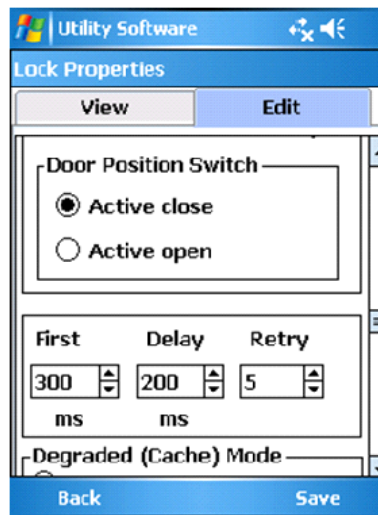 Utility Software
Lock Properties
View Edit
Door Position Switch
Active close
Active open
First Delay Retry
300 200 5
ms ms
Degraded (Cache) Mode
Back Save